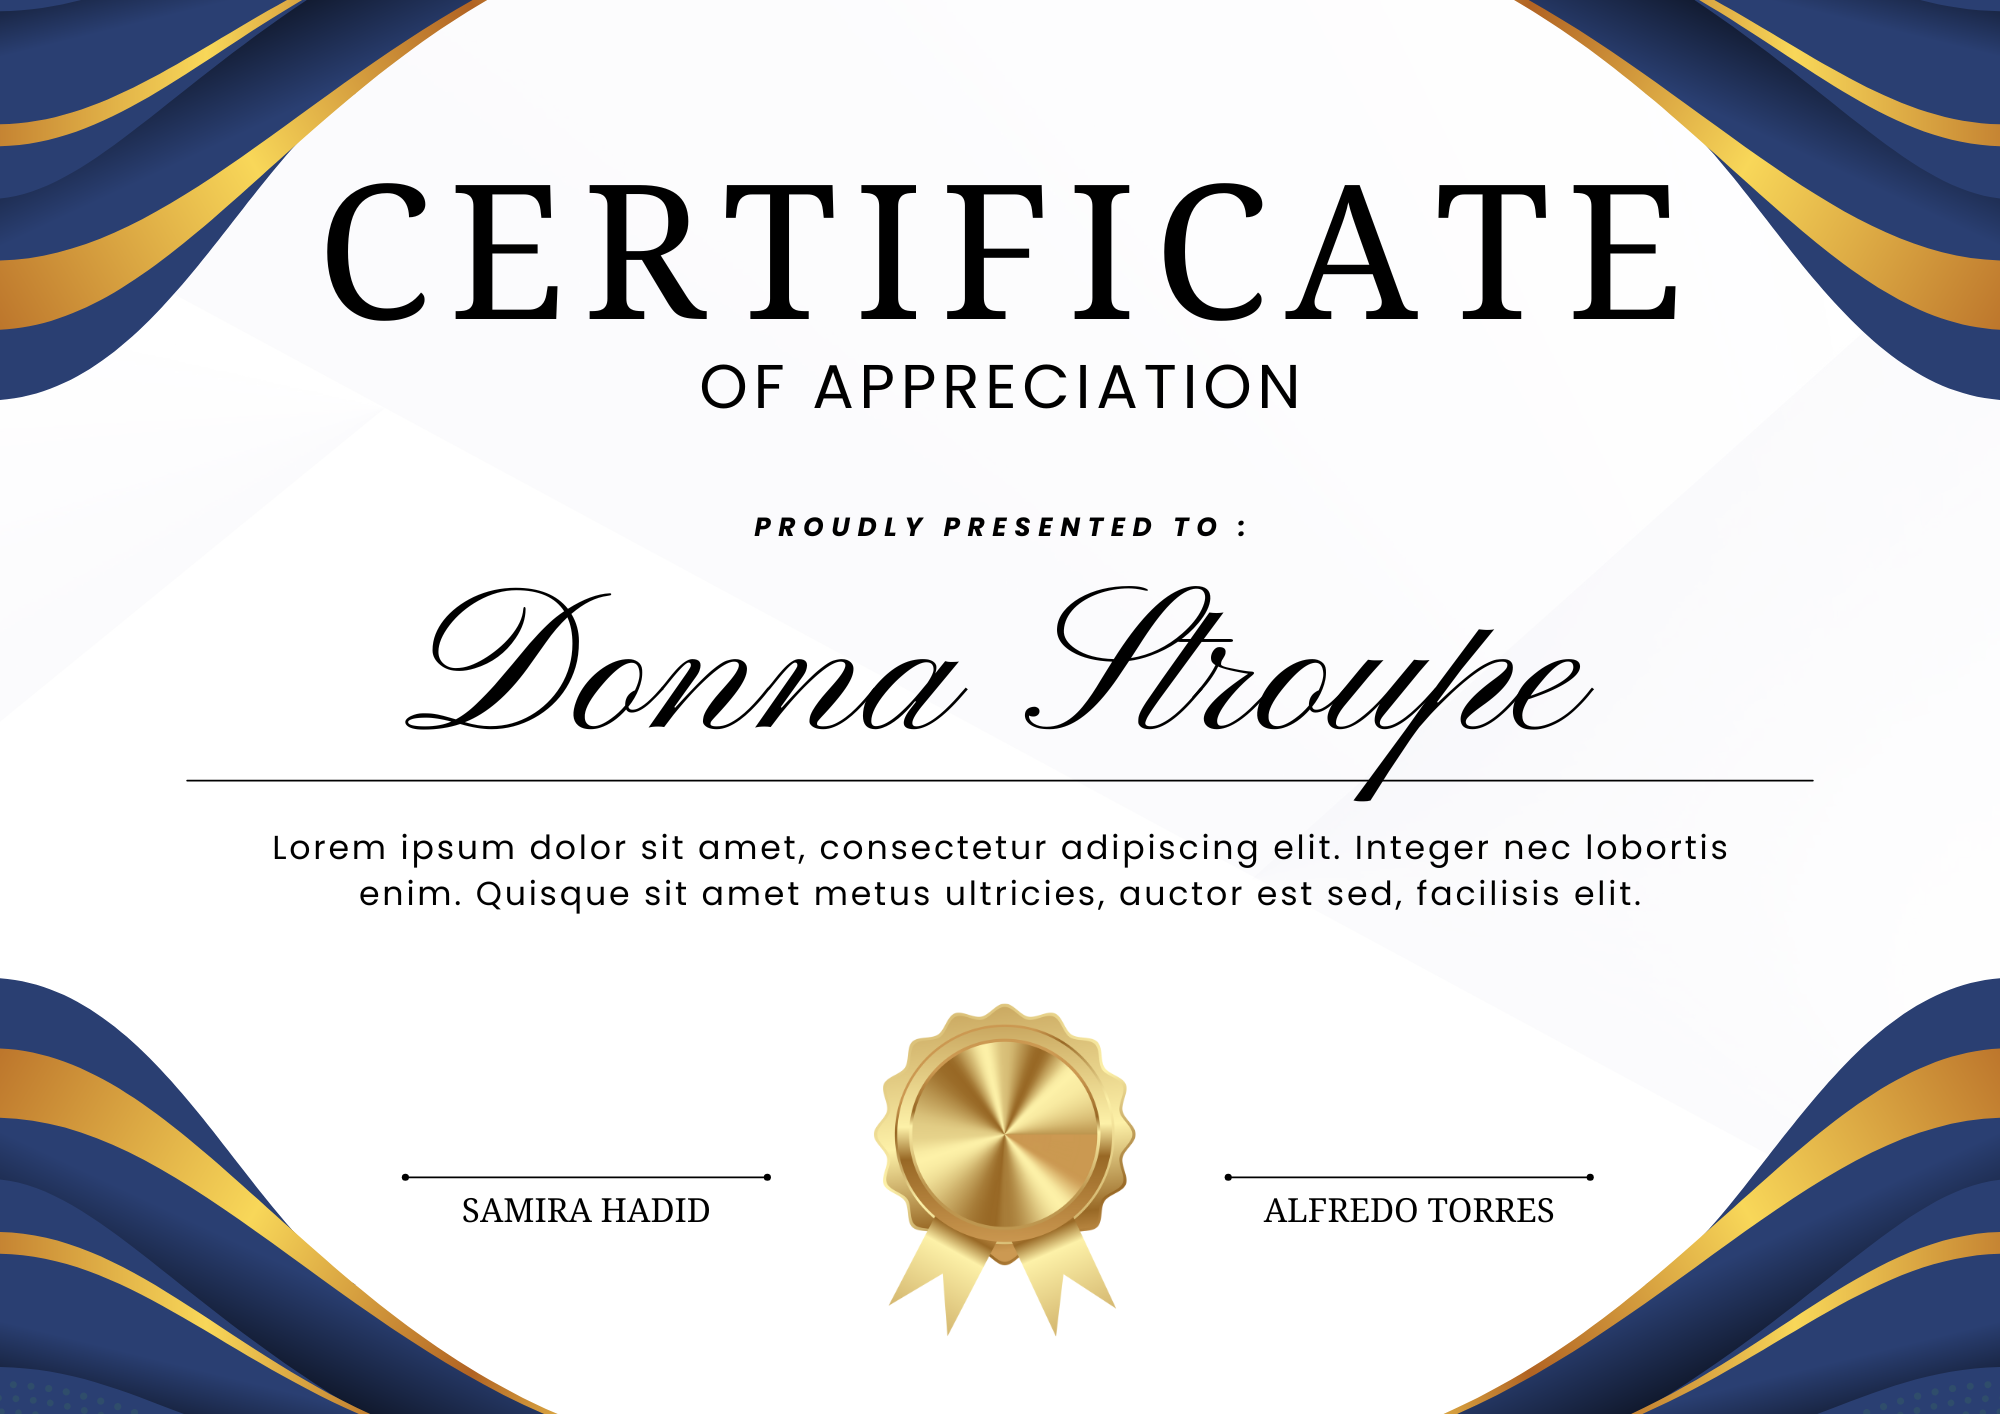 CERTIFICATE
OF APPRECIATION
PROUDLY PRESENTED TO :
Donna Stroupe
Lorem ipsum dolor sit amet, consectetur adipiscing elit. Integer nec lobortis
enim. Quisque sit amet metus ultricies, auctor est sed, facilisis elit.
SAMIRA HADID
ALFREDO TORRES